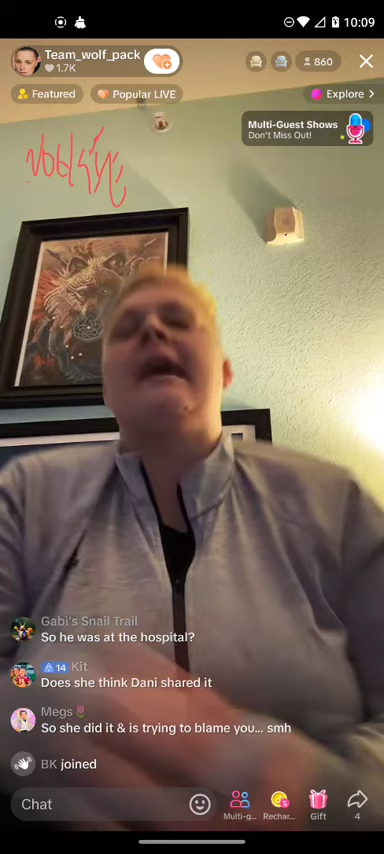 10:09
Team_wolf_pack
1.7K
860
Featured
Popular LIVE
Explore >
Multi-Guest Shows
Don't Miss Out!
Gabi's Snail Trail
So he was at the hospital?
14 Kit
Does she think Dani shared it
Megs🌷
So she did it & is trying to blame you... smh
BK joined
Chat
Multi-g...
Rechar...
Gift
4